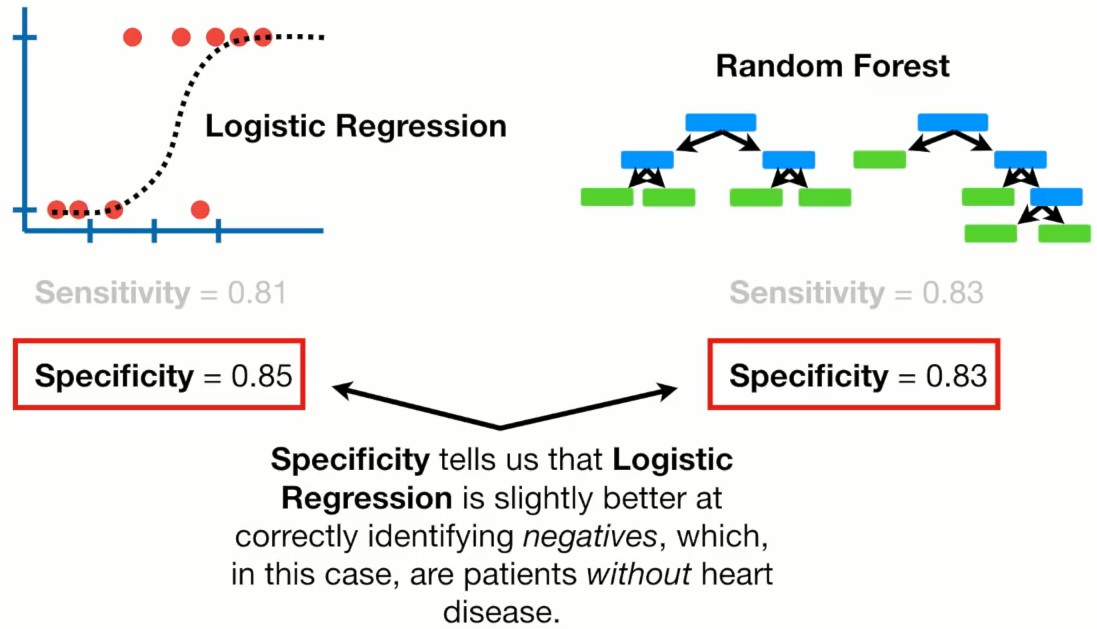 Random Forest
Logistic Regression
Sensitivity = 0.81
Sensitivity = 0.83
Specificity = 0.85
Specificity = 0.83
Specificity tells us that Logistic
Regression is slightly better at
correctly identifying negatives, which,
in this case, are patients without heart
disease.